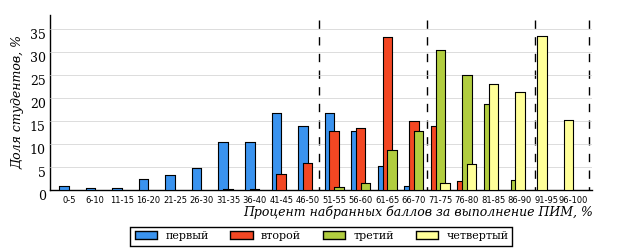 Доля студентов, %
35
30
25
20
15
10
5
0
0-5 6-10 11-15 16-20 21-25 26-30 31-35 36-40 41-45 46-50 51-55 56-60 61-65 66-70 71-75 76-80 81-85 86-90 91-95 96-100
Процент набранных баллов за выполнение ПИМ, %
первый второй третий четвертый